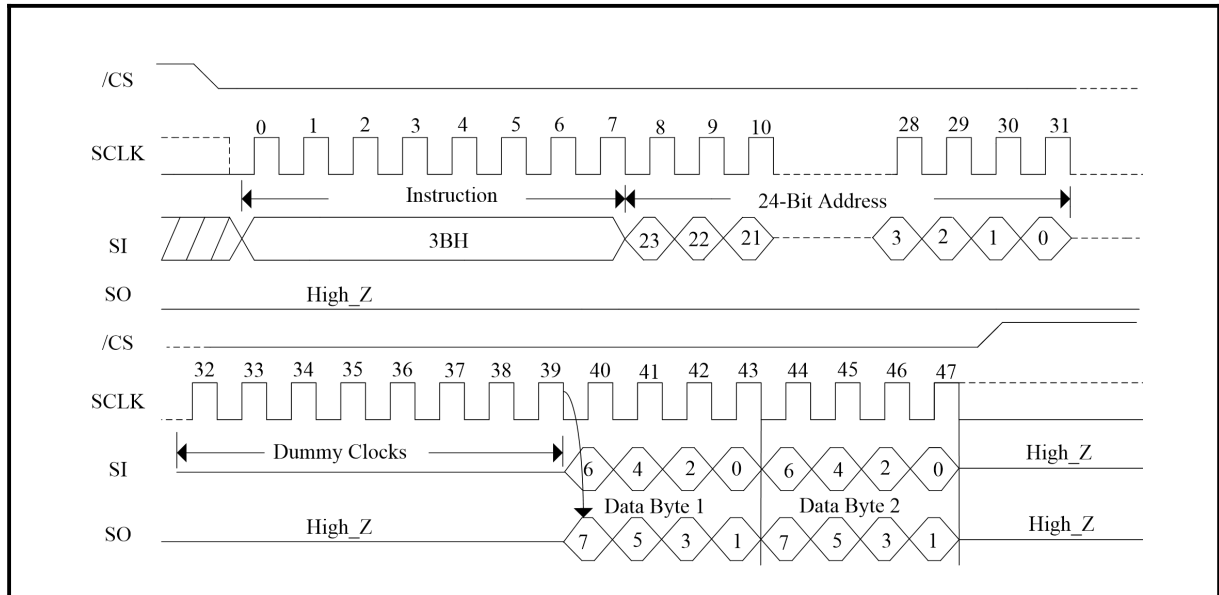 /CS
0 1 2 3 4 5 6 7 8 9 10 28 29 30 31
SCLK
Instruction 24-Bit Address
SI 3BH 23 22 21 3 2 1 0
SO High_Z
/CS
32 33 34 35 36 37 38 39 40 41 42 43 44 45 46 47
SCLK
Dummy Clocks
SI 6 4 2 0 6 4 2 0 High_Z
Data Byte 1 Data Byte 2
SO High_Z 7 5 3 1 7 5 3 1 High_Z